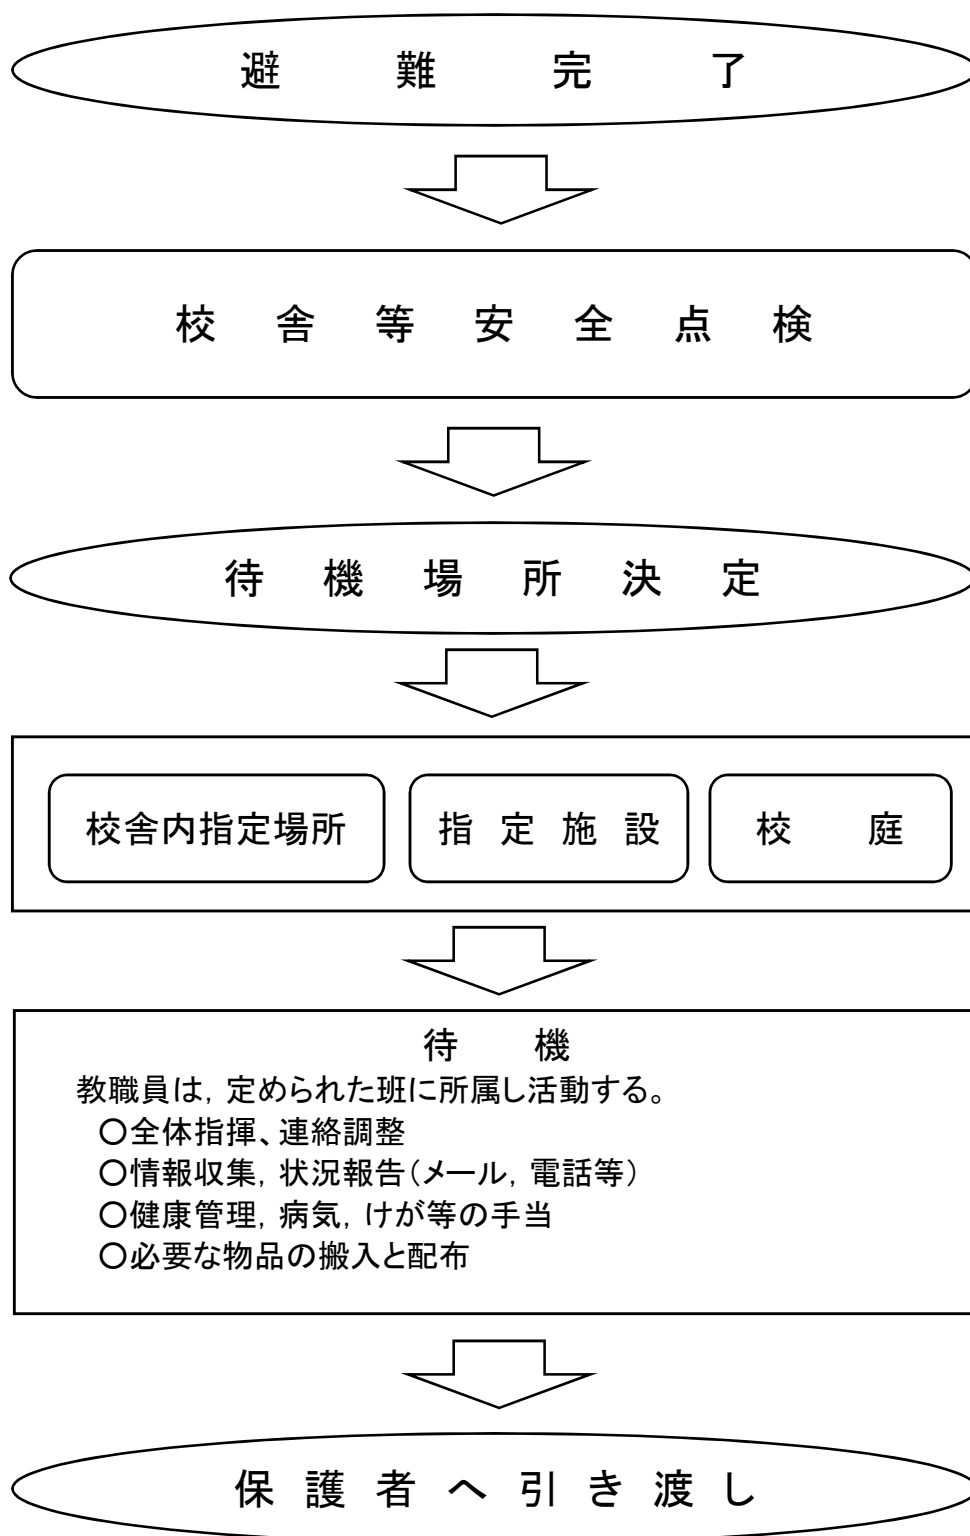 避難完了
校舎等安全点検
待機場所決定
校舎内指定場所 指定施設 校庭
待機
教職員は,定められた班に所属し活動する。
○全体指揮、連絡調整
○情報収集,状況報告(メール,電話等)
○健康管理,病気,けが等の手当
○必要な物品の搬入と配布
保護者へ引き渡し